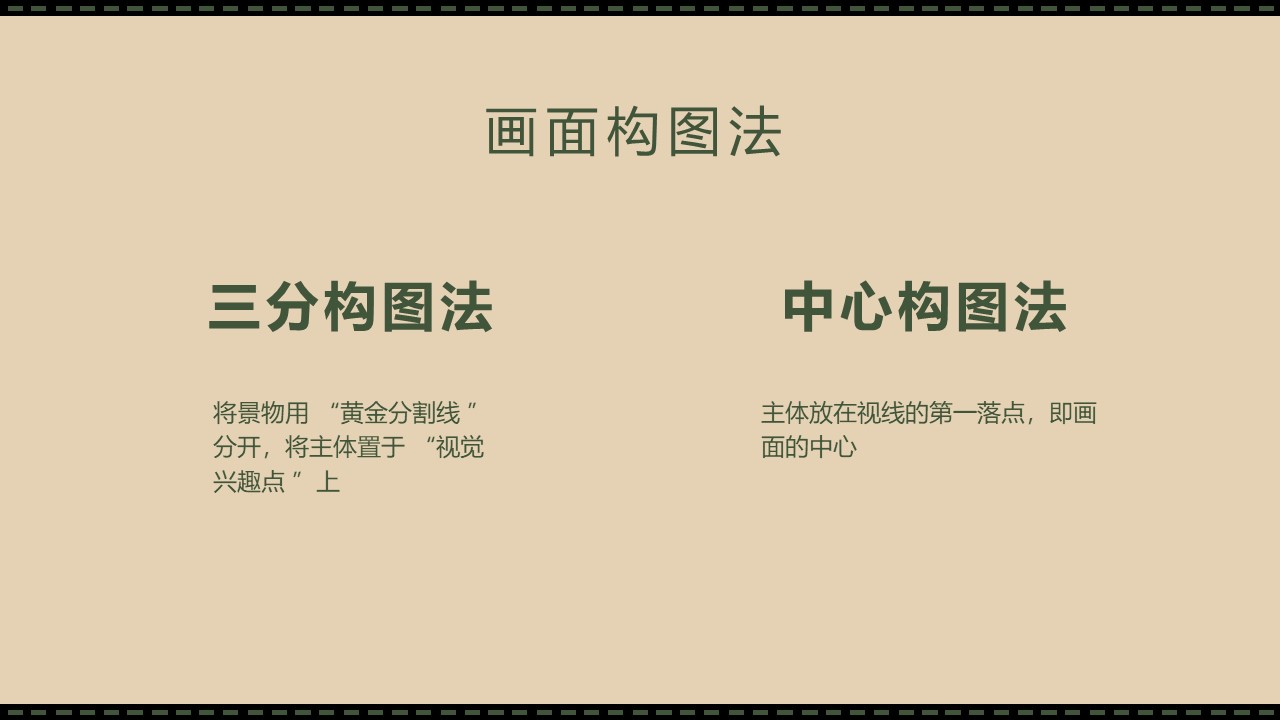 画面构图法
三分构图法
将景物用 “黄金分割线 ”
分开，将主体置于 “视觉
兴趣点 ” 上
中心构图法
主体放在视线的第一落点，即画
面的中心